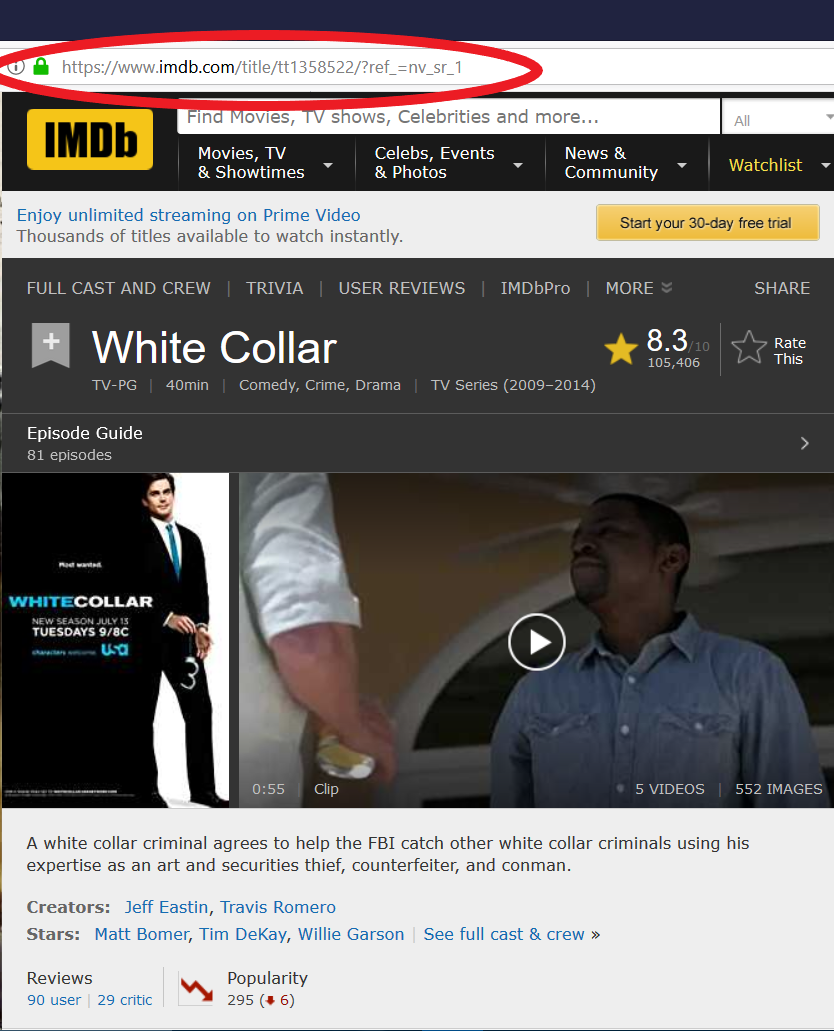 https://www.imdb.com/title/tt1358522/?ref_=nv_sr_1
IMDb
Find Movies, TV shows, Celebrities and more...
All
Movies, TV
& Showtimes
Celebs, Events
& Photos
News &
Community
Watchlist
Enjoy unlimited streaming on Prime Video
Thousands of titles available to watch instantly.
Start your 30-day free trial
FULL CAST AND CREW | TRIVIA | USER REVIEWS | IMDbPro | MORE SHARE
White Collar
8.3/10
105,406
Rate
This
TV-PG | 40min | Comedy, Crime, Drama | TV Series (2009–2014)
Episode Guide
81 episodes
Most wanted.
WHITECOLLAR
NEW SEASON JULY 13
TUESDAYS 9/8C
characters welcome. USA
0:55 | Clip
5 VIDEOS | 552 IMAGES
A white collar criminal agrees to help the FBI catch other white collar criminals using his
expertise as an art and securities thief, counterfeiter, and conman.
Creators: Jeff Eastin, Travis Romero
Stars: Matt Bomer, Tim DeKay, Willie Garson | See full cast & crew »
Reviews
90 user | 29 critic
Popularity
295 (6)